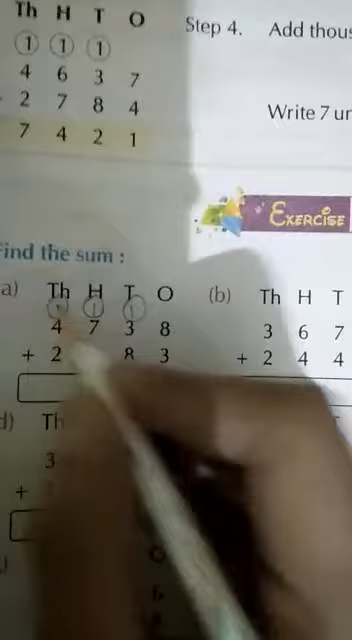 Th H T O
1 1 1
4 6 3 7
2 7 8 4
7 4 2 1
Step 4. Add thous
Write 7 un
EXERCISE
Find the sum :
a) Th H T O
1 1 1
4 7 3 8
+ 2 8 3
(b) Th H T
3 6 7
+ 2 4 4
d) Th
3
+